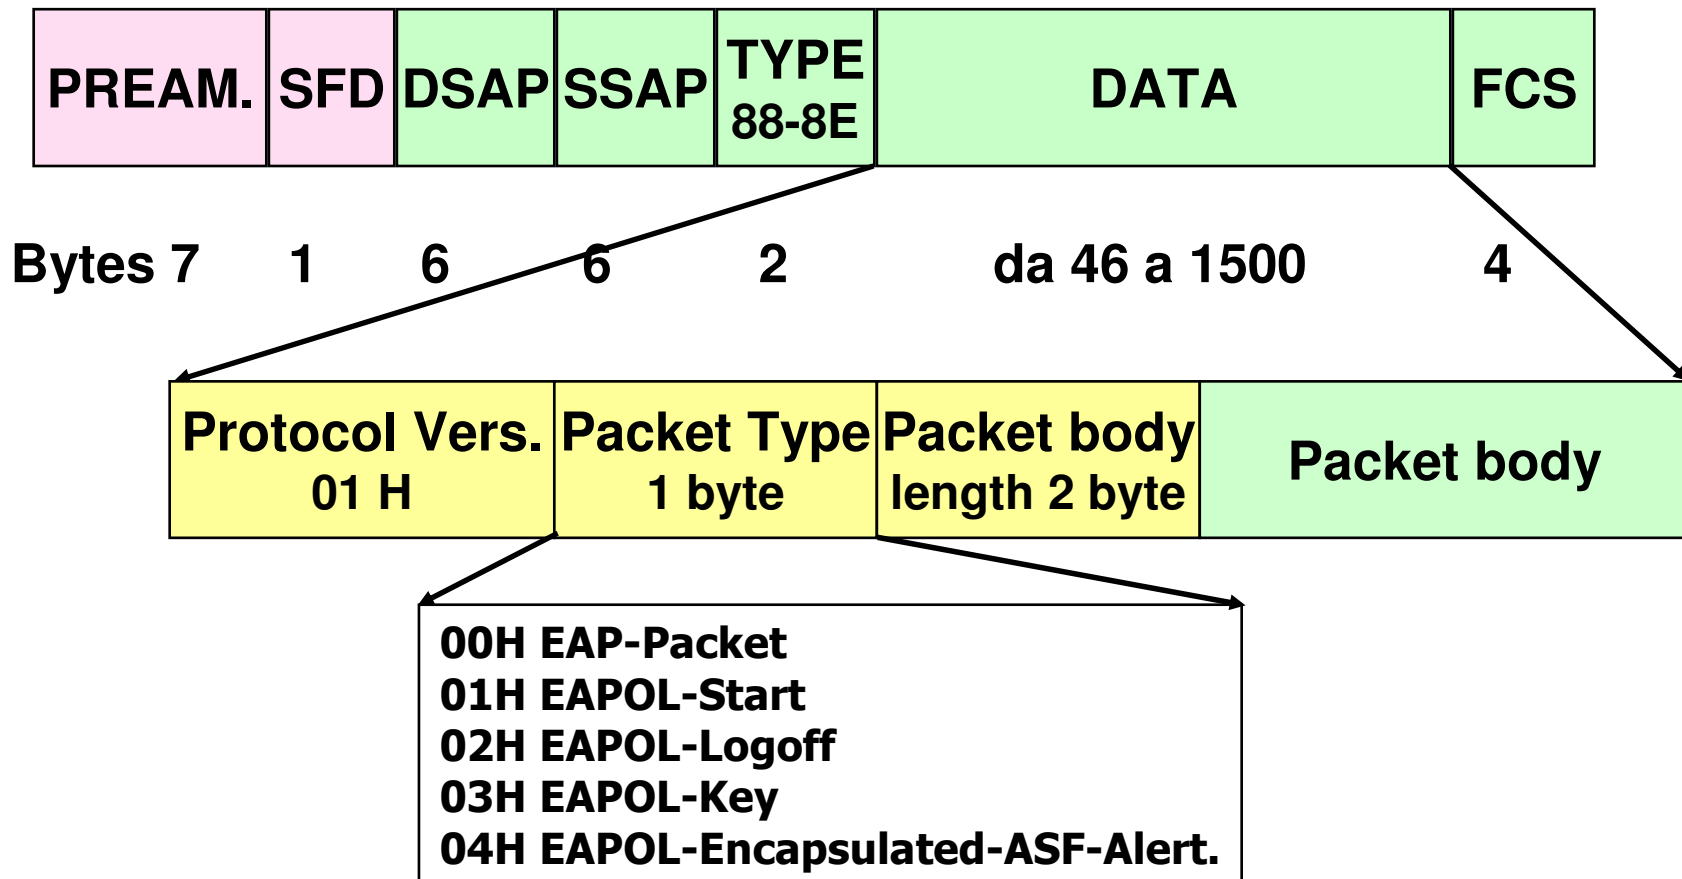 PREAM. SFD DSAP SSAP TYPE DATA FCS
88-8E
Bytes 7 1 6 6 2 da 46 a 1500 4
Protocol Vers. Packet Type Packet body Packet body
01 H 1 byte length 2 byte
00H EAP-Packet
01H EAPOL-Start
02H EAPOL-Logoff
03H EAPOL-Key
04H EAPOL-Encapsulated-ASF-Alert.